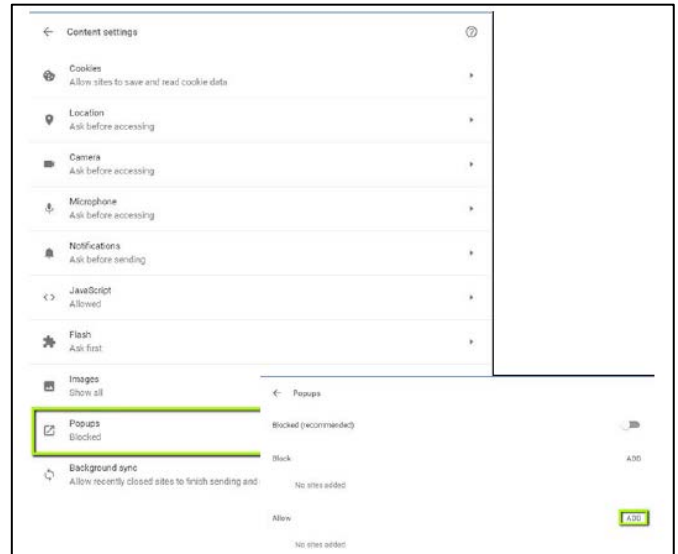 Content settings
Cookies
Allow sites to save and read cookie data
Location
Ask before accessing
Camera
Ask before accessing
Microphone
Ask before accessing
Notifications
Ask before sending
JavaScript
Allowed
Flash
Ask first
Images
Show all
Popups
Blocked
Background sync
Allow recently closed sites to finish sending and
Popups
Blocked (recommended)
Block ADD
No sites added
Allow ADD
No sites added